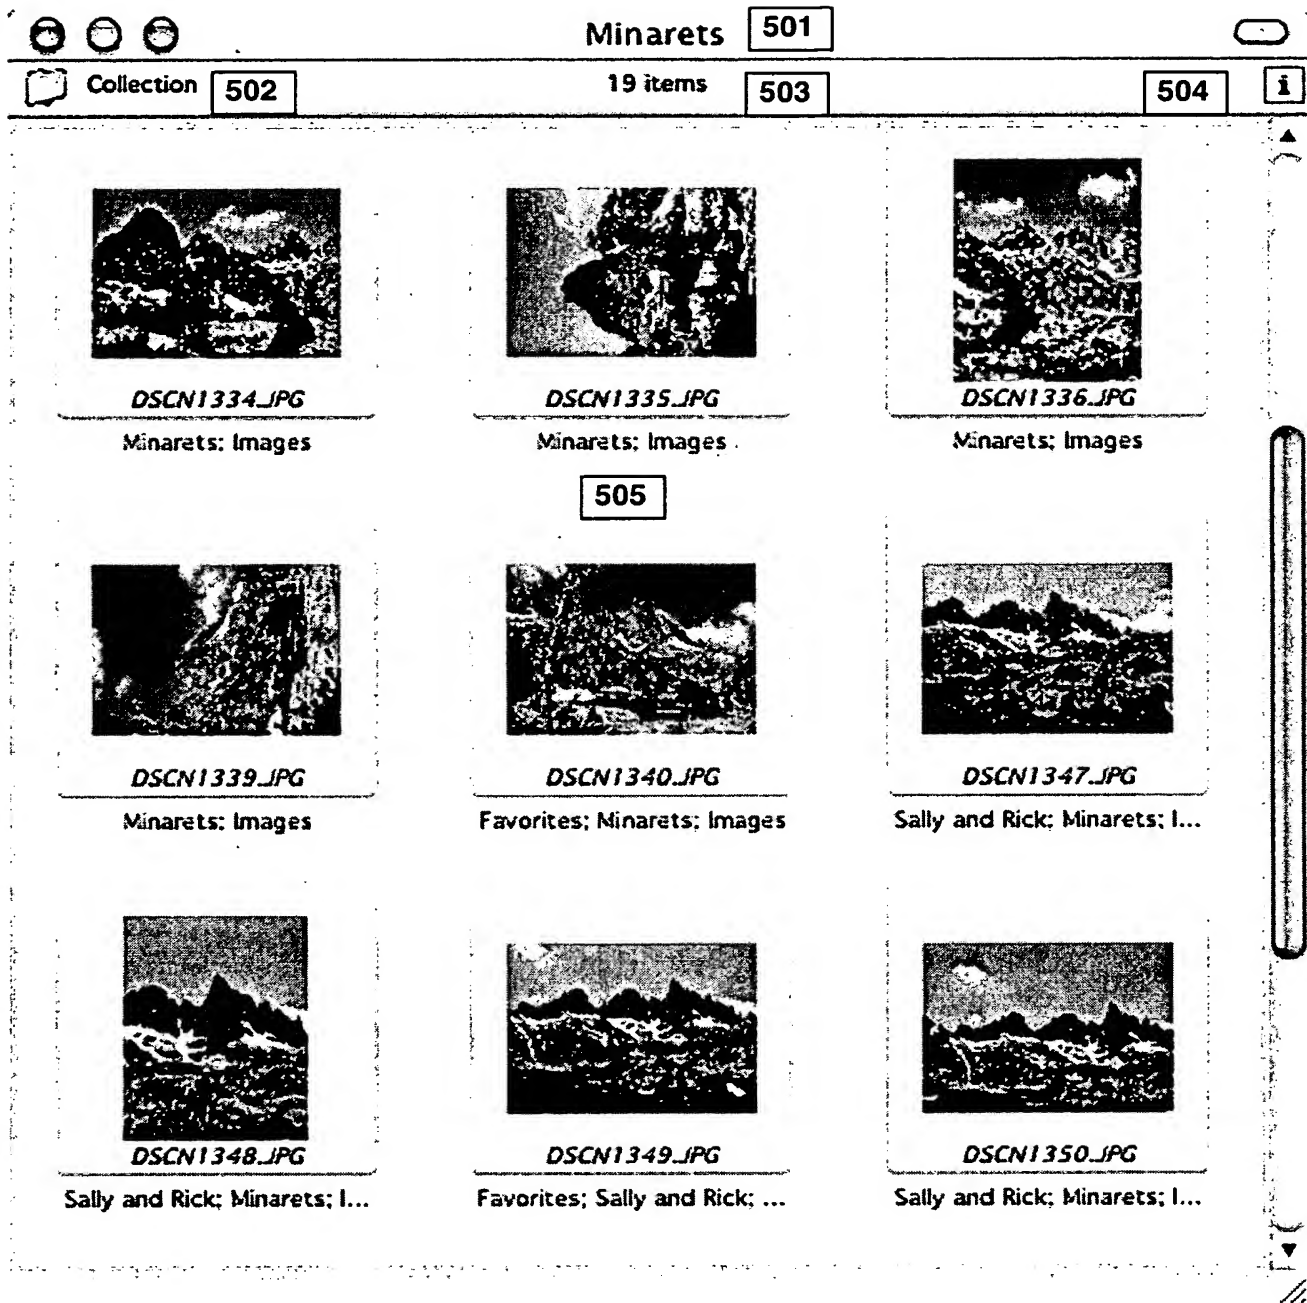 Minarets 501
Collection 502 19 items 503 504 i
DSCN1334.JPG DSCN1335.JPG DSCN1336.JPG
Minarets; Images Minarets; Images Minarets; Images
505
DSCN1339.JPG DSCN1340.JPG DSCN1347.JPG
Minarets; Images Favorites; Minarets; Images Sally and Rick; Minarets; I...
DSCN1348.JPG DSCN1349.JPG DSCN1350.JPG
Sally and Rick; Minarets; I... Favorites; Sally and Rick; ... Sally and Rick; Minarets; I...